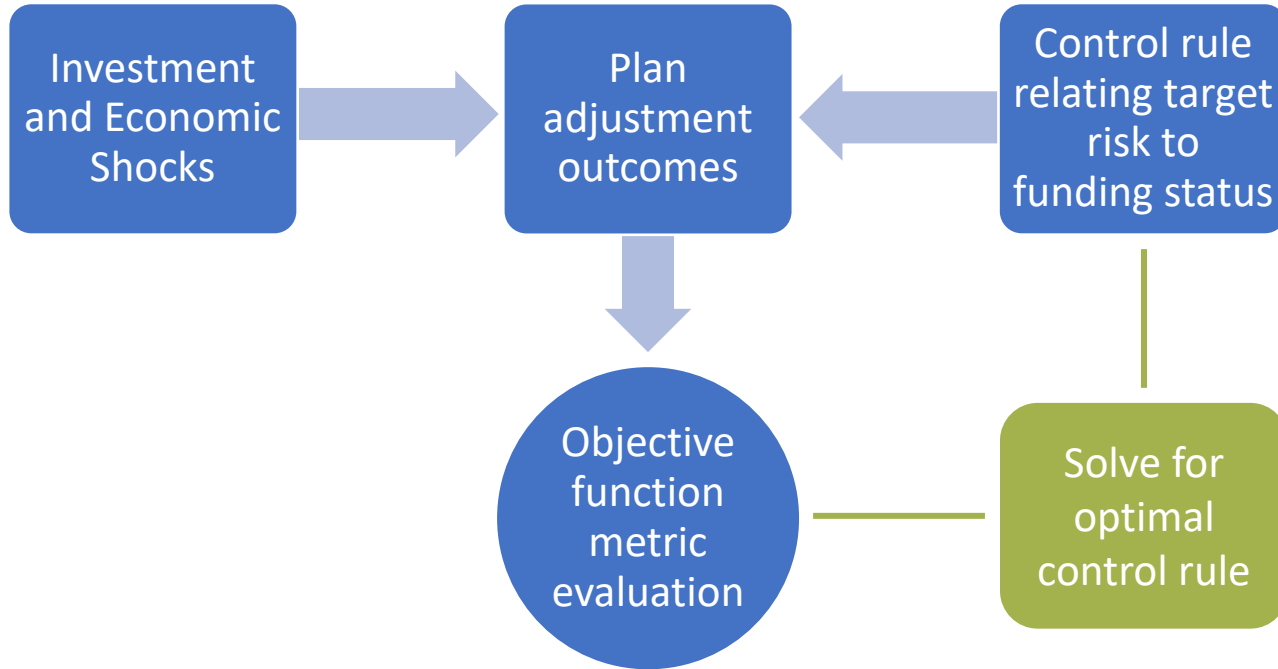 Investment
and Economic
Shocks
Plan
adjustment
outcomes
Control rule
relating target
risk to
funding status
Objective
function
metric
evaluation
Solve for
optimal
control rule